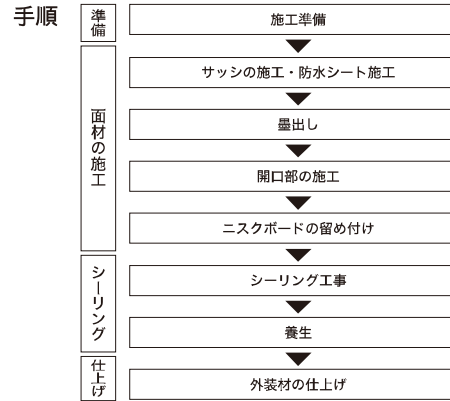 手順
準備
施工準備
面材の施工
サッシの施工・防水シート施工
墨出し
開口部の施工
ニスクボードの留め付け
シーリング
シーリング工事
養生
仕上げ
外装材の仕上げ